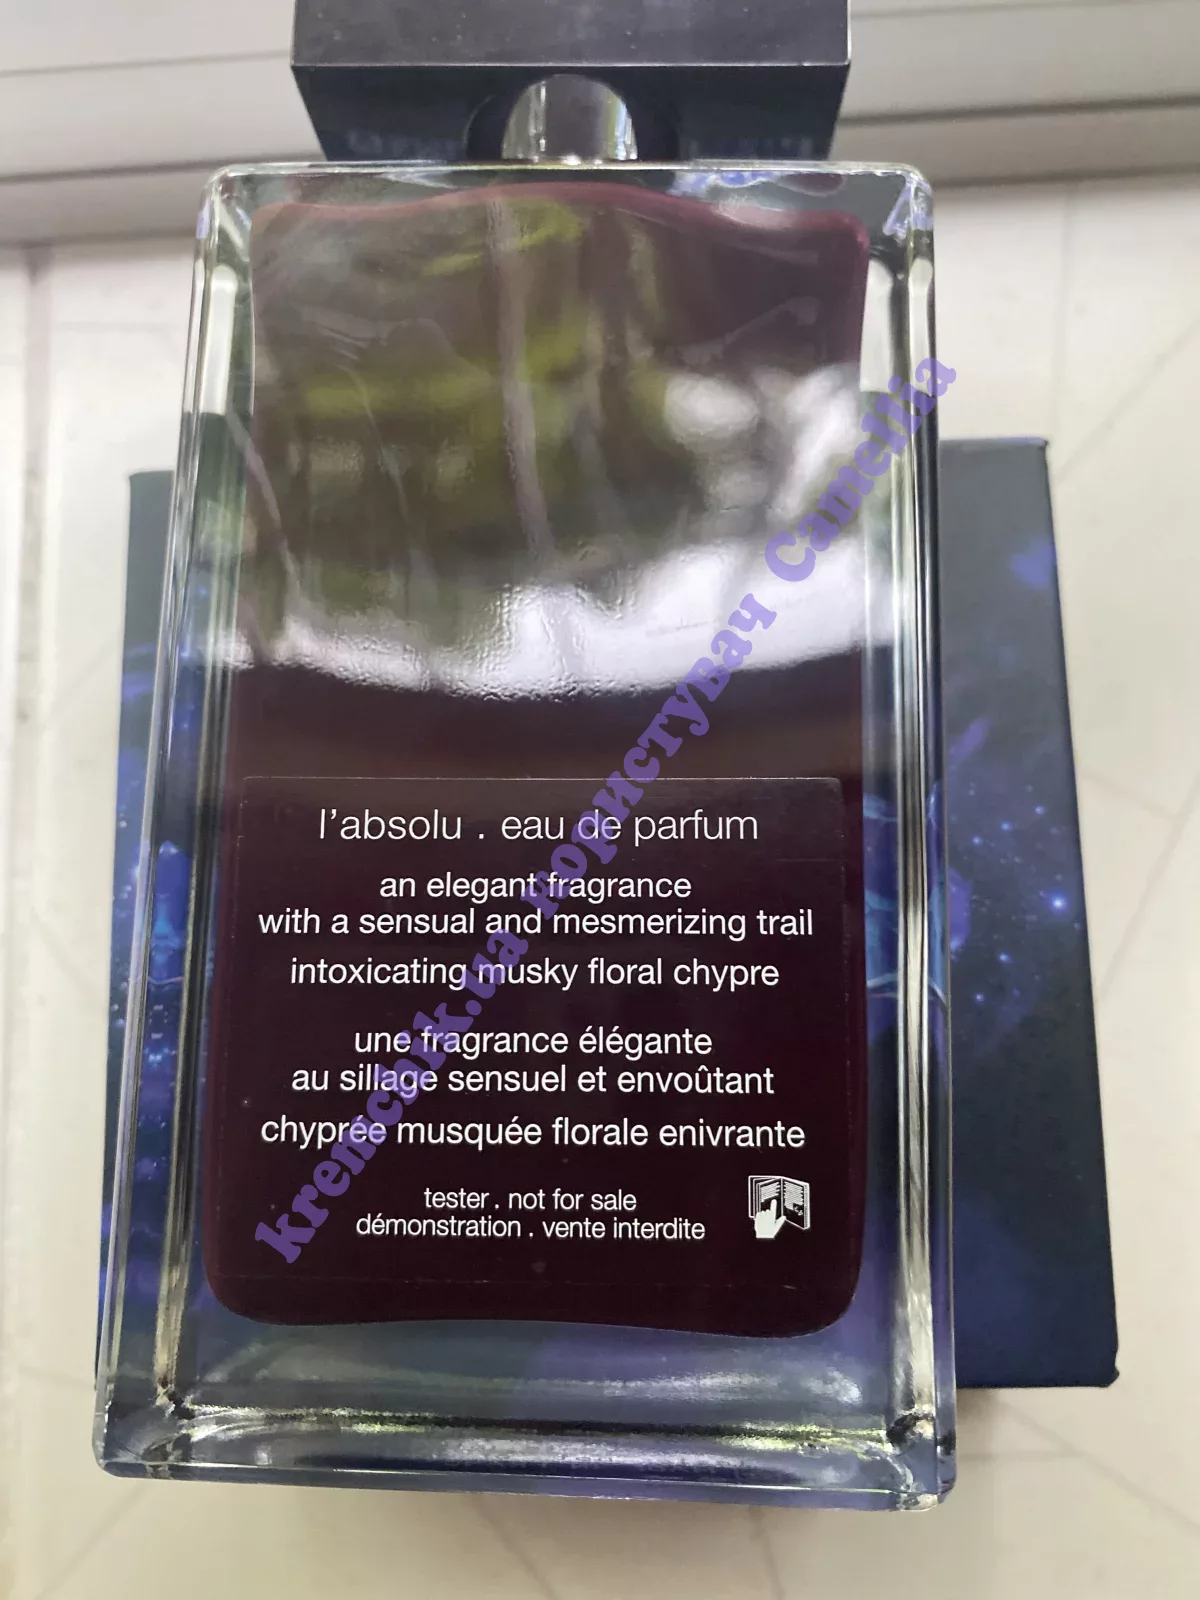 l'absolu . eau de parfum
an elegant fragrance
with a sensual and mesmerizing trail
intoxicating musky floral chypre
une fragrance élégante
au sillage sensuel et envoûtant
chyprée musquée florale enivrante
tester . not for sale
démonstration . vente interdite
kremchik.ua користувач Camellia